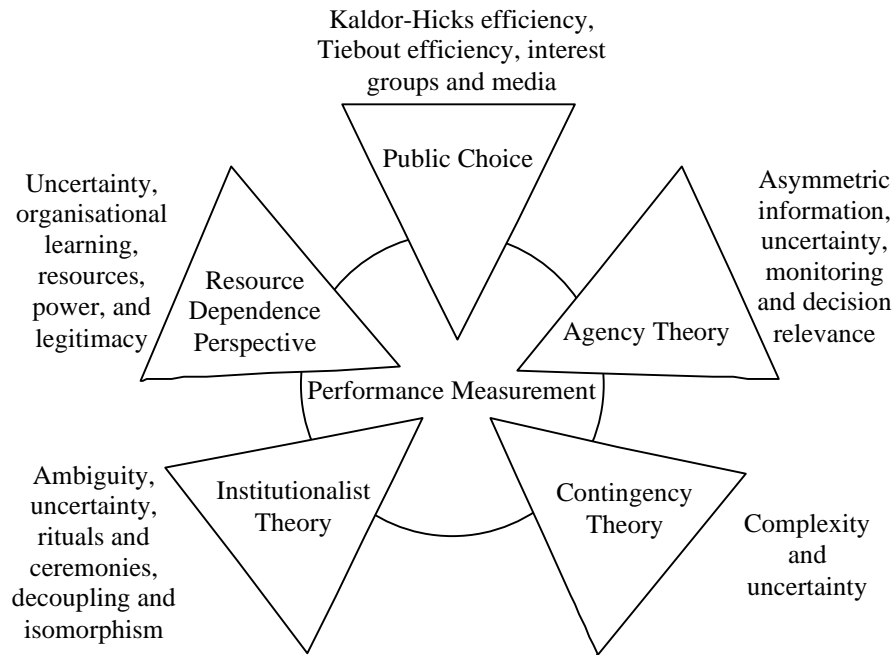 Kaldor-Hicks efficiency,
Tiebout efficiency, interest
groups and media
Public Choice
Uncertainty,
organisational
learning,
resources,
power, and
legitimacy
Resource
Dependence
Perspective
Asymmetric
information,
uncertainty,
monitoring
and decision
relevance
Agency Theory
Performance Measurement
Ambiguity,
uncertainty,
rituals and
ceremonies,
decoupling and
isomorphism
Institutionalist
Theory
Contingency
Theory
Complexity
and
uncertainty